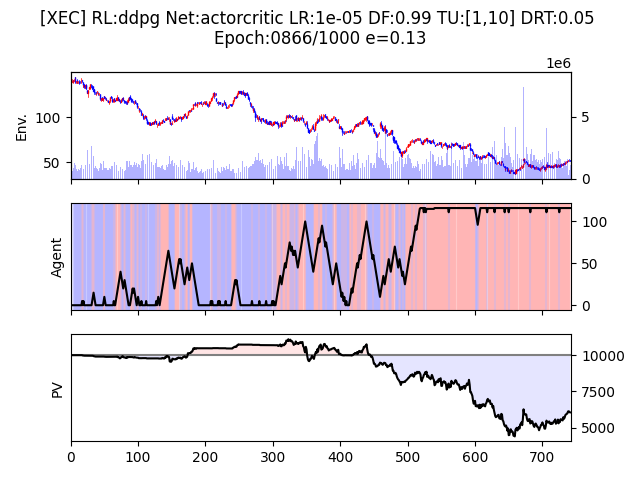 [XEC] RL:ddpg Net:actorcritic LR:1e-05 DF:0.99 TU:[1,10] DRT:0.05
Epoch:0866/1000 e=0.13
1e6
Env.
100
50
5
0
Agent
100
50
0
PV
10000
7500
5000
0 100 200 300 400 500 600 700